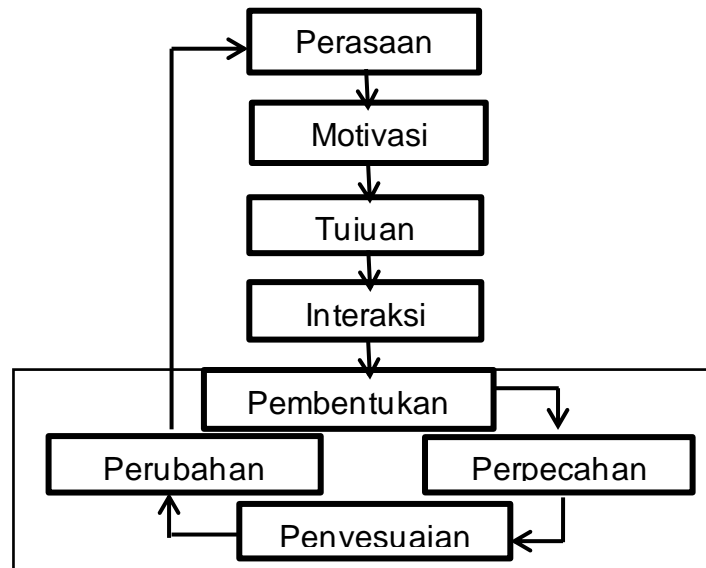 Perasaan
Motivasi
Tujuan
Interaksi
Pembentukan
Perubahan
Perpecahan
Penyesuaian